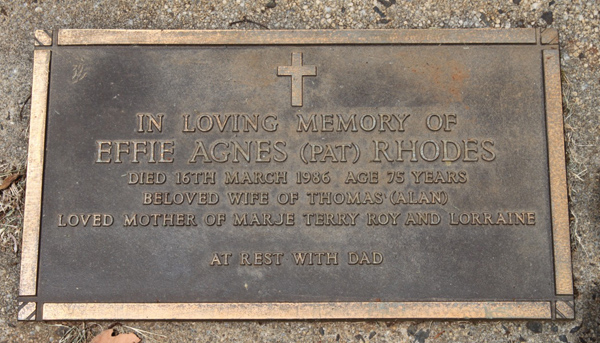 IN LOVING MEMORY OF
EFFIE AGNES (PAT) RHODES
DIED 16TH MARCH 1986 AGE 75 YEARS
BELOVED WIFE OF THOMAS (ALAN)
LOVED MOTHER OF MARJE TERRY ROY AND LORRAINE
AT REST WITH DAD